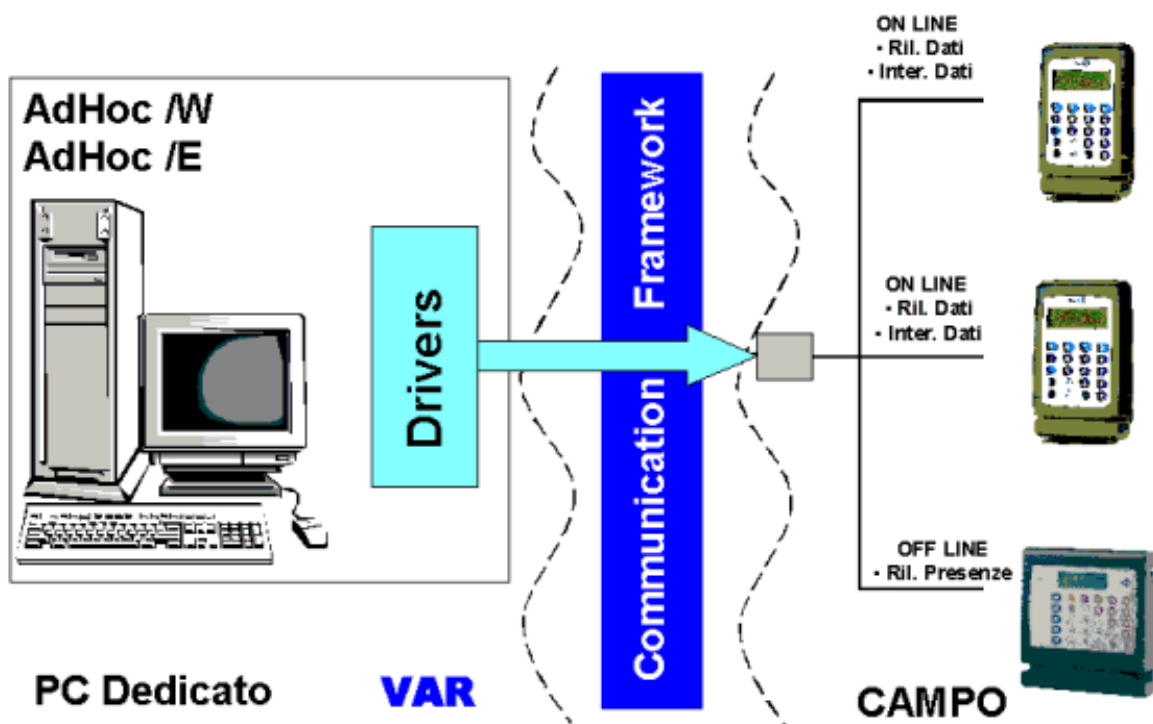 AdHoc /W
AdHoc /E
Drivers
Communication Framework
ON LINE
• Ril. Dati
• Inter. Dati
ON LINE
• Ril. Dati
• Inter. Dati
OFF LINE
• Ril. Presenze
PC Dedicato
VAR
CAMPO